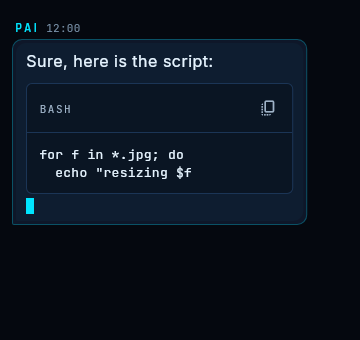 PAI 12:00
Sure, here is the script:
BASH
for f in *.jpg; do
  echo "resizing $f